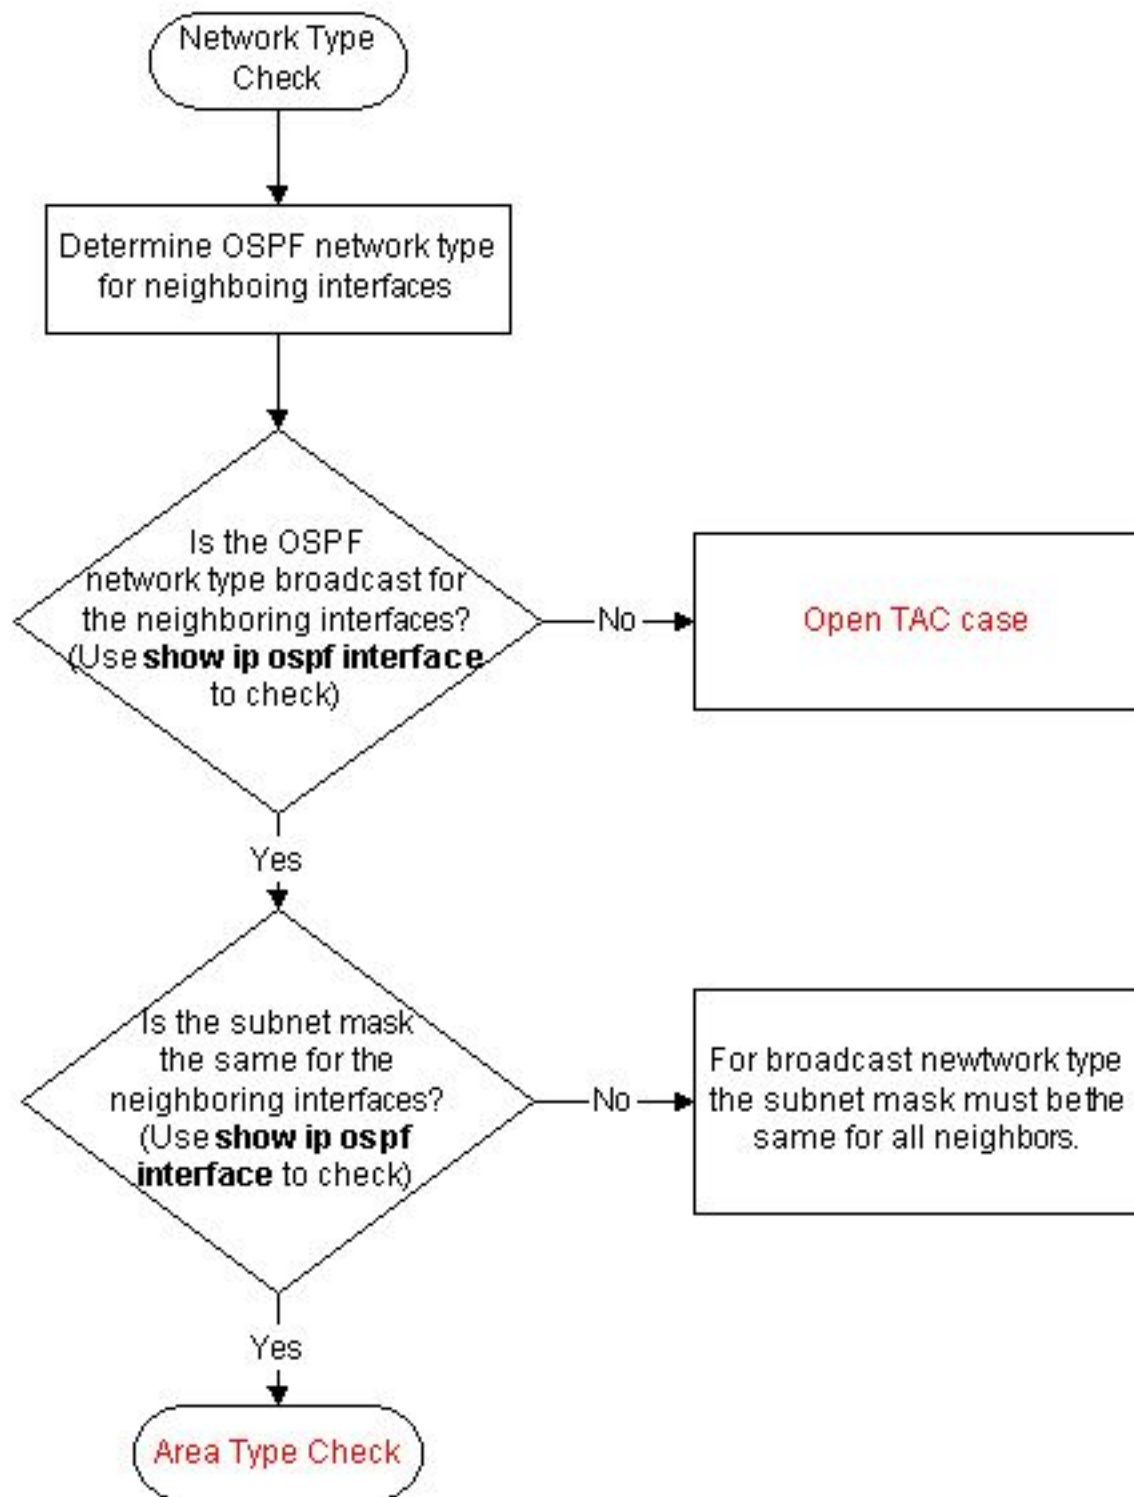 Network Type
Check
Determine OSPF network type
for neighboing interfaces
Is the OSPF
network type broadcast for
the neighboring interfaces?
(Use show ip ospf interface
to check)
No
Open TAC case
Yes
Is the subnet mask
the same for the
neighboring interfaces?
(Use show ip ospf
interface to check)
No
For broadcast newtwork type
the subnet mask must be the
same for all neighbors.
Yes
Area Type Check